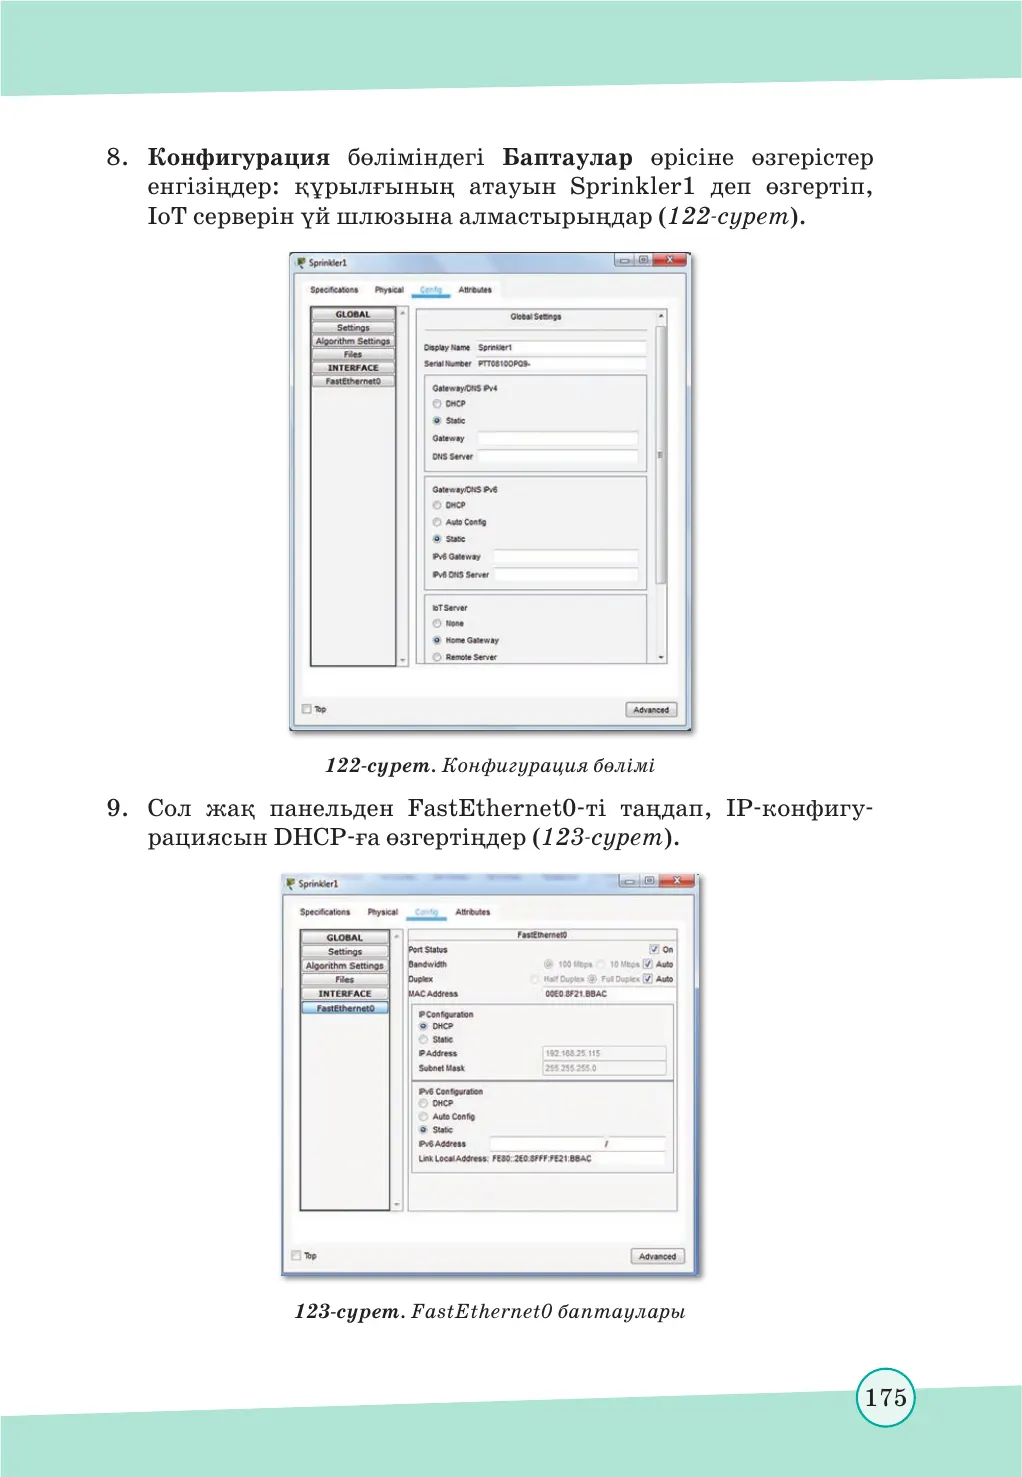 8. Конфигурация бөліміндегі Баптаулар өрісіне өзгерістер
енгізіңдер: құрылғының атауын Sprinkler1 деп өзгертіп,
IoT серверін үй шлюзына алмастырыңдар (122-сурет).
Sprinkler1
Specifications Physical Config Attributes
GLOBAL
Settings
Algorithm Settings
Files
INTERFACE
FastEthernet0
Global Settings
Display Name Sprinkler1
Serial Number PTT0810OPQ9-
Gateway/DNS IPv4
DHCP
Static
Gateway
DNS Server
Gateway/DNS IPv6
DHCP
Auto Config
Static
IPv6 Gateway
IPv6 DNS Server
IoT Server
None
Home Gateway
Remote Server
Top
Advanced
122-сурет. Конфигурация бөлімі
9. Сол жақ панельден FastEthernet0-ті таңдап, IP-конфигу-
рациясын DHCP-ға өзгертіңдер (123-сурет).
Sprinkler1
Specifications Physical Config Attributes
GLOBAL
Settings
Algorithm Settings
Files
INTERFACE
FastEthernet0
FastEthernet0
Port Status On
Bandwidth 100 Mbps 10 Mbps Auto
Duplex Half Duplex Full Duplex Auto
MAC Address 00E0.8F21.BBAC
IP Configuration
DHCP
Static
IP Address 192.168.25.115
Subnet Mask 255.255.255.0
IPv6 Configuration
DHCP
Auto Config
Static
IPv6 Address /
Link Local Address: FE80::2E0:8FFF:FE21:BBAC
Top
Advanced
123-сурет. FastEthernet0 баптаулары
175